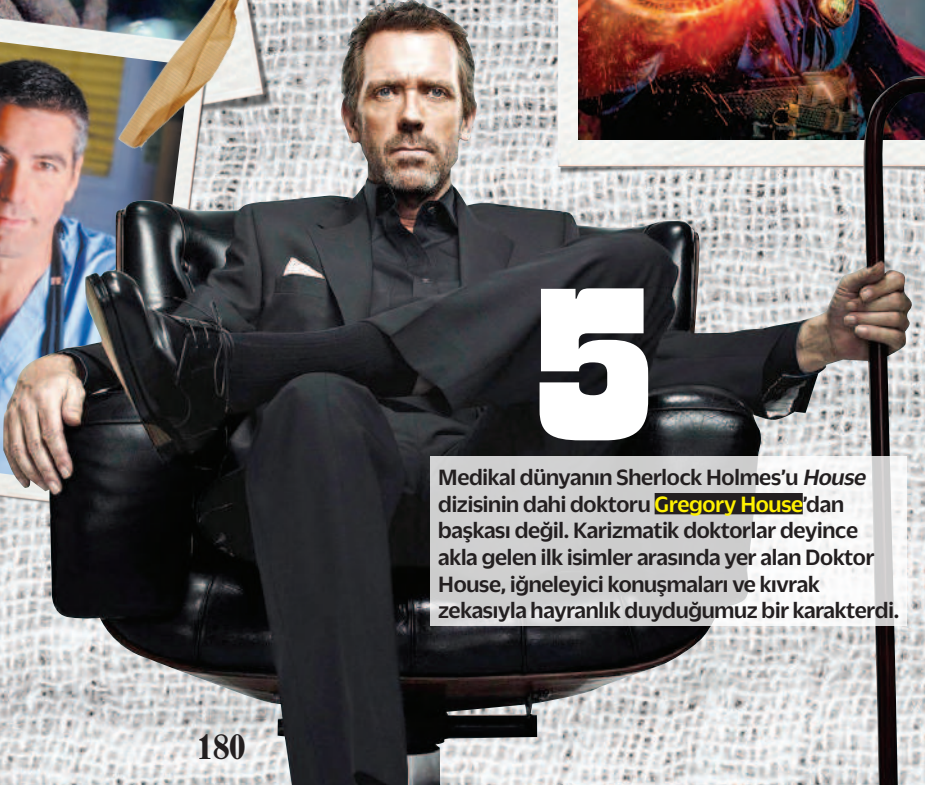 5
Medikal dünyanın Sherlock Holmes’u House
dizisinin dahi doktoru Gregory House’dan
başkası değil. Karizmatik doktorlar deyince
akla gelen ilk isimler arasında yer alan Doktor
House, iğneleyici konuşmaları ve kıvrak
zekasıyla hayranlık duyduğumuz bir karakterdi.
180